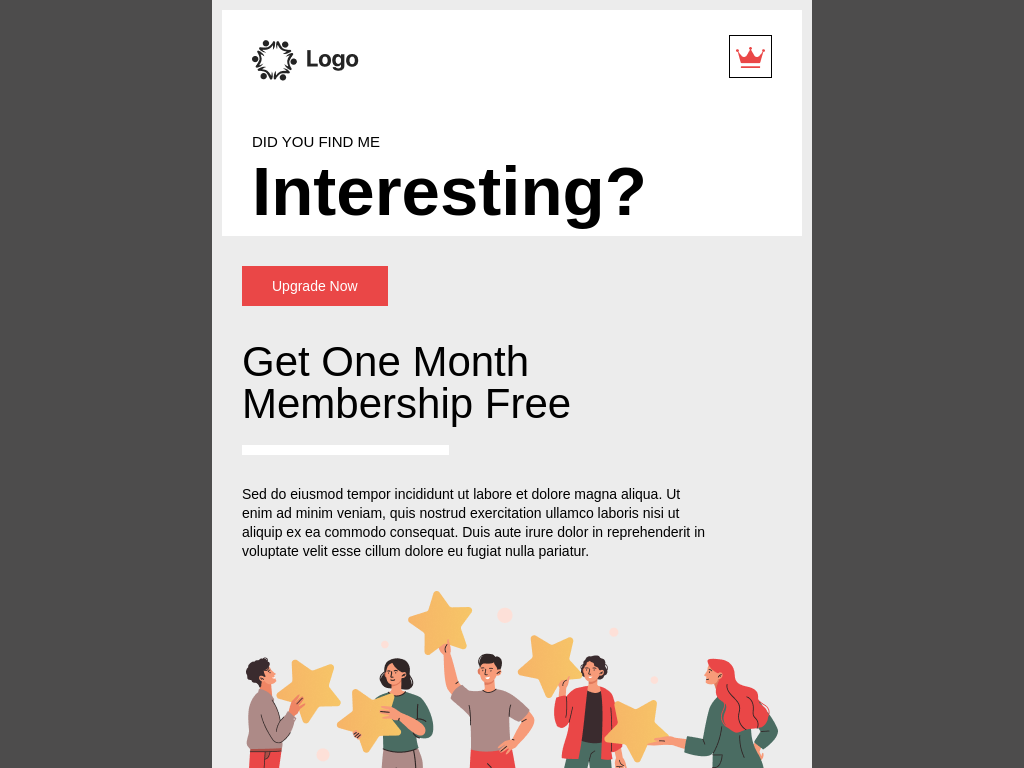 Logo
DID YOU FIND ME
Interesting?
Upgrade Now
Get One Month
Membership Free
Sed do eiusmod tempor incididunt ut labore et dolore magna aliqua. Ut
enim ad minim veniam, quis nostrud exercitation ullamco laboris nisi ut
aliquip ex ea commodo consequat. Duis aute irure dolor in reprehenderit in
voluptate velit esse cillum dolore eu fugiat nulla pariatur.